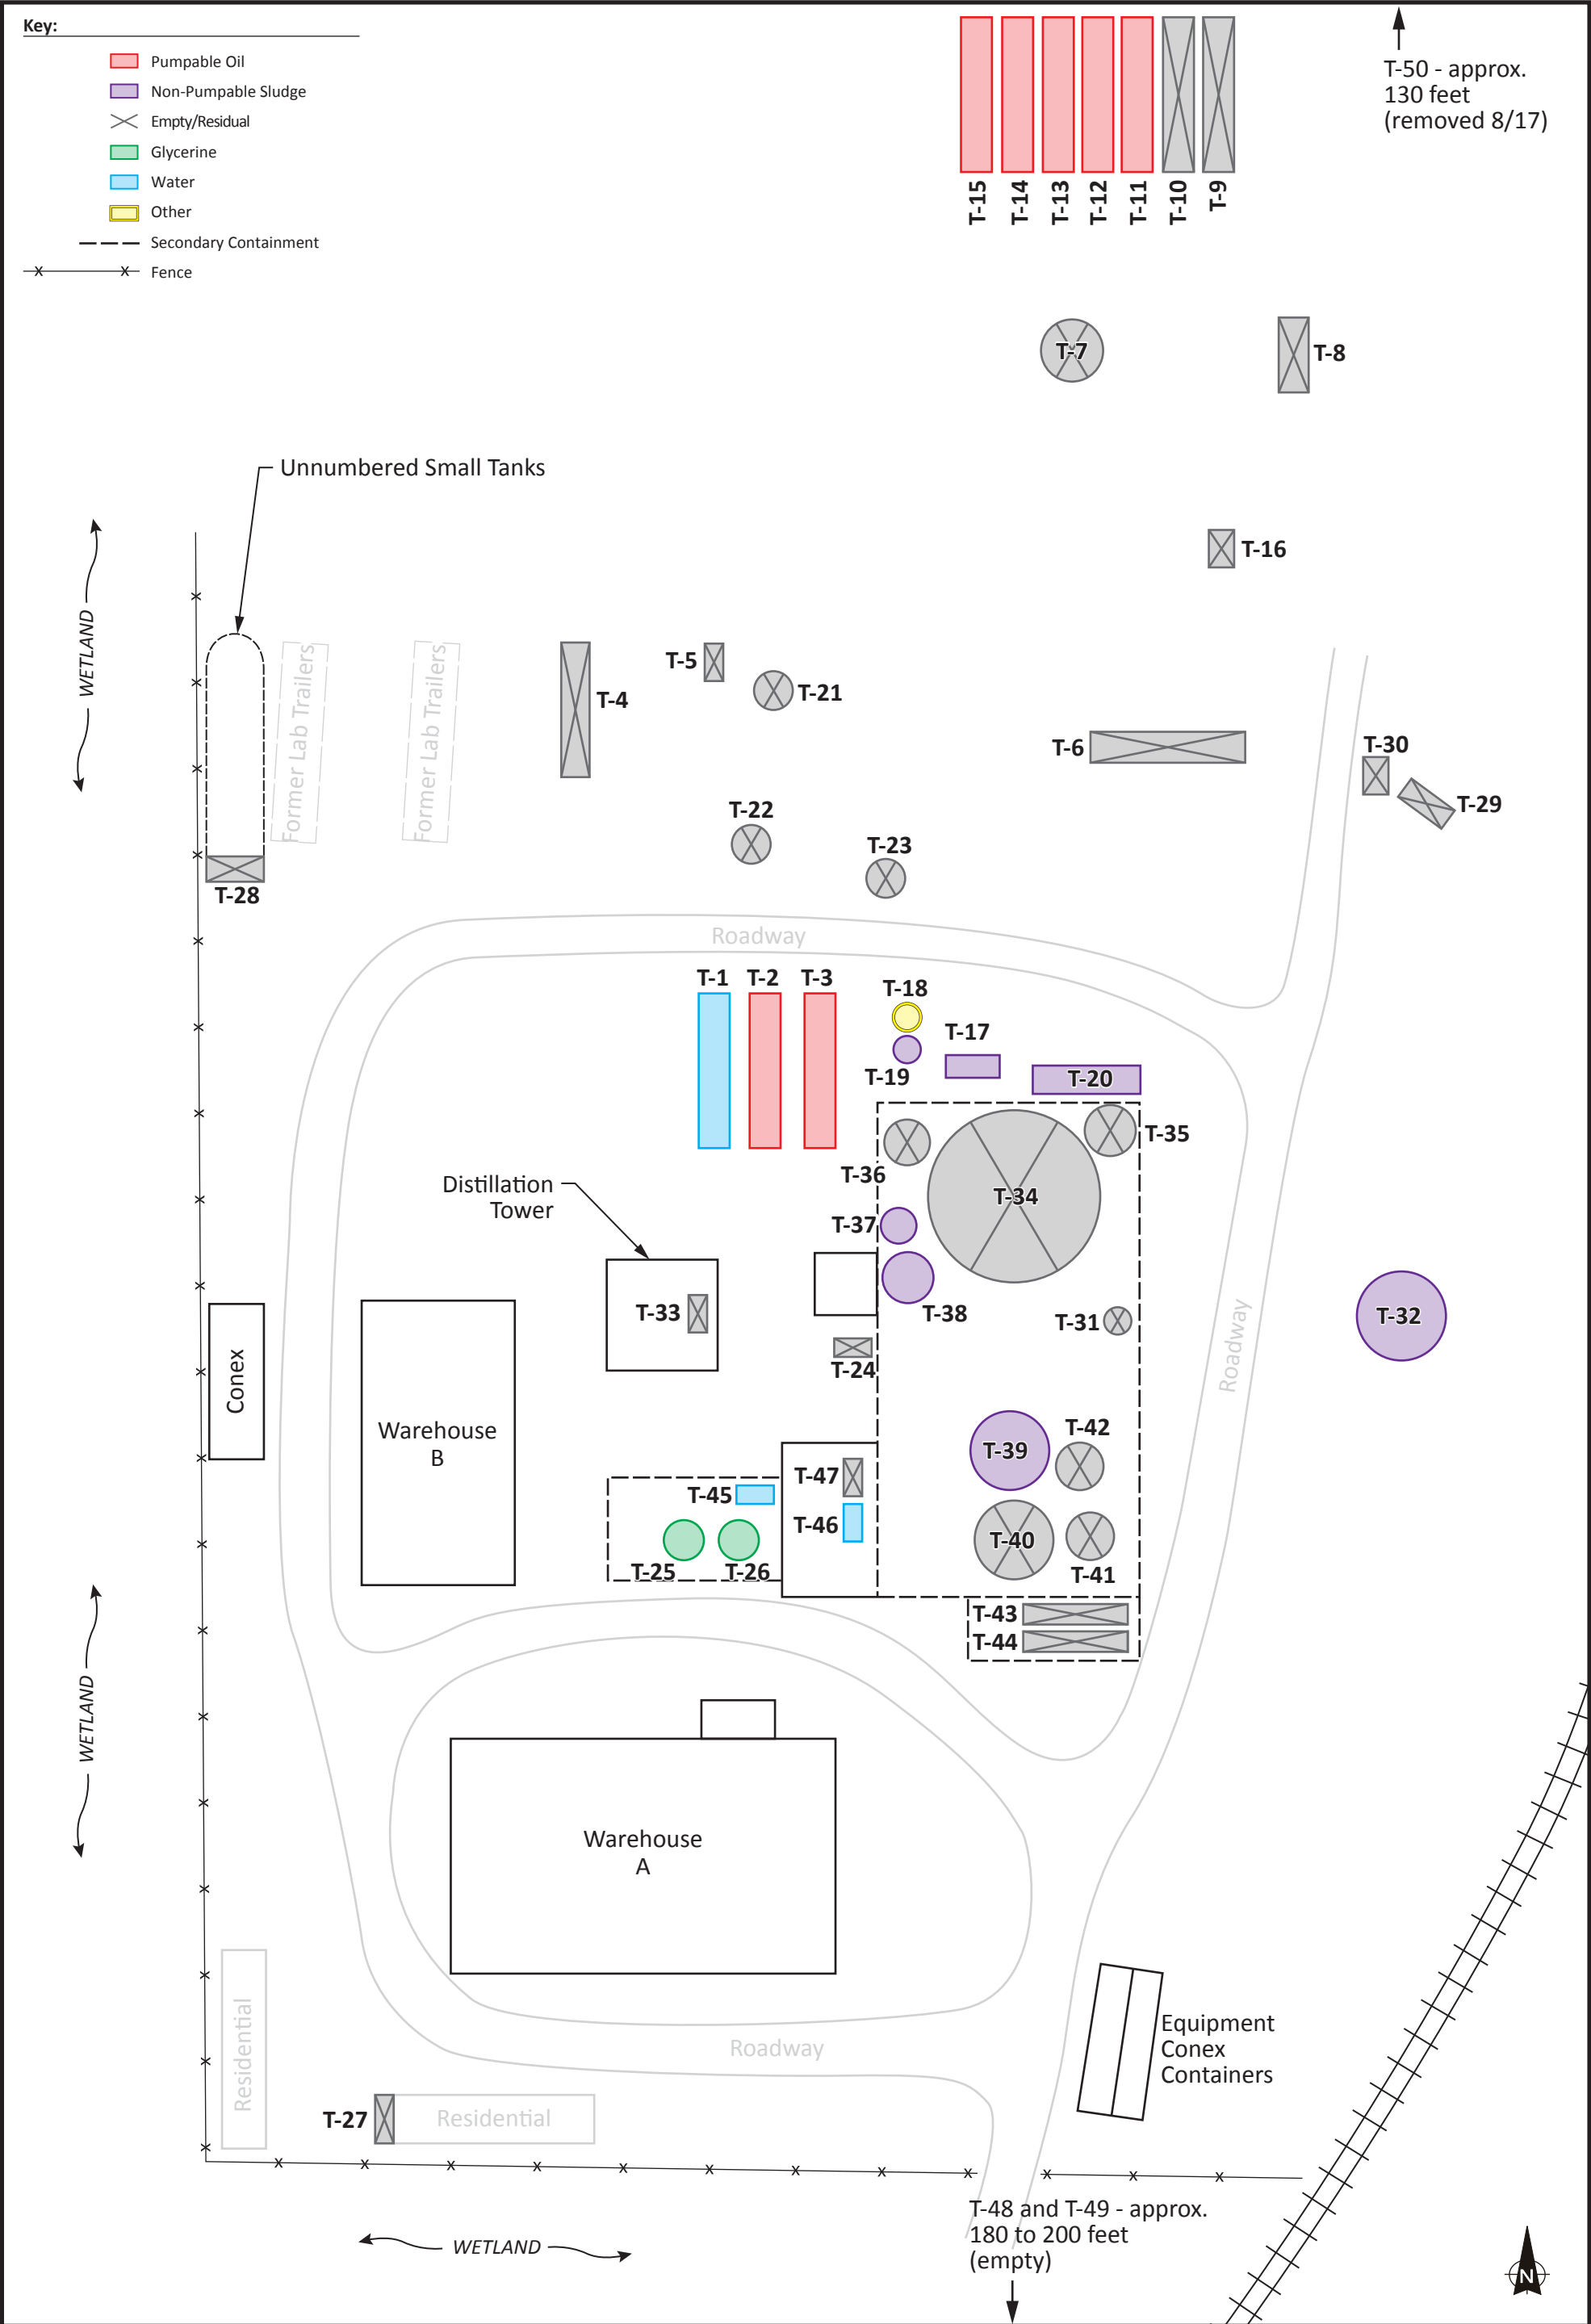 Key:
Pumpable Oil
Non-Pumpable Sludge
Empty/Residual
Glycerine
Water
Other
Secondary Containment
x x Fence
T-15
T-14
T-13
T-12
T-11
T-10
T-9
T-50 - approx.
130 feet
(removed 8/17)
T-7
T-8
Unnumbered Small Tanks
T-16
WETLAND
Former Lab Trailers
Former Lab Trailers
T-4
T-5
T-21
T-6
T-30
T-29
T-22
T-23
T-28
Roadway
T-1
T-2
T-3
T-18
T-17
T-19
T-20
T-35
T-36
T-34
Distillation
Tower
T-37
T-38
T-33
T-31
T-32
T-24
Roadway
Conex
Warehouse
B
T-39
T-42
T-47
T-45
T-46
T-40
T-25
T-26
T-41
T-43
T-44
WETLAND
Warehouse
A
Residential
Equipment
Conex
Containers
Roadway
T-27
Residential
T-48 and T-49 - approx.
180 to 200 feet
(empty)
WETLAND
N